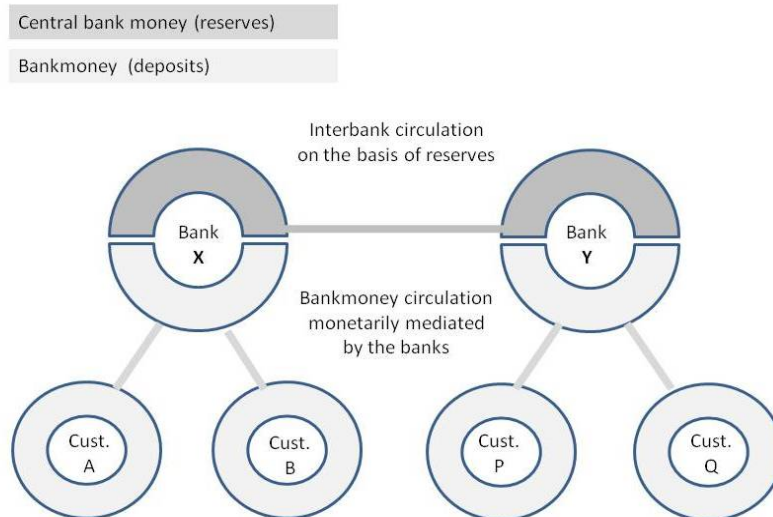 Central bank money (reserves)
Bankmoney (deposits)
Interbank circulation
on the basis of reserves
Bank
X
Bank
Y
Bankmoney circulation
monetarily mediated
by the banks
Cust.
A
Cust.
B
Cust.
P
Cust.
Q